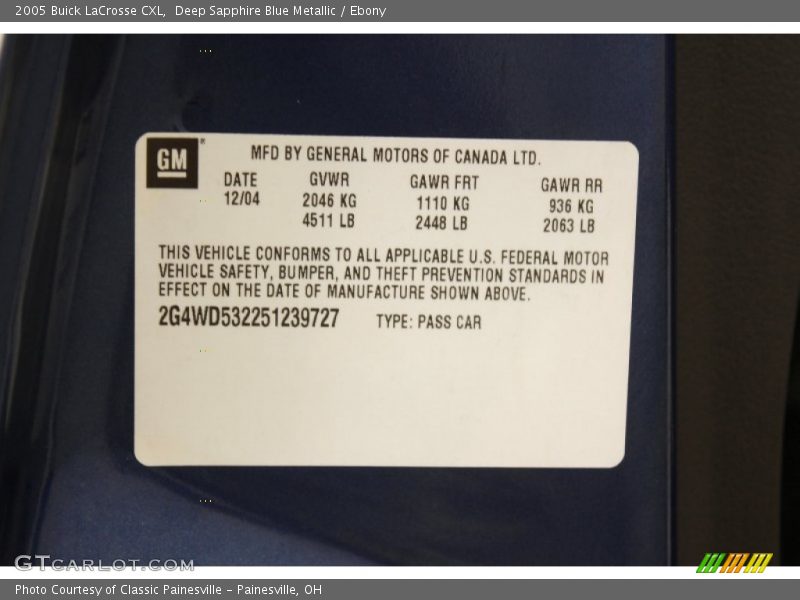 2005 Buick LaCrosse CXL, Deep Sapphire Blue Metallic / Ebony
GM
MFD BY GENERAL MOTORS OF CANADA LTD.
DATE GVWR GAWR FRT GAWR RR
12/04 2046 KG 1110 KG 936 KG
4511 LB 2448 LB 2063 LB
THIS VEHICLE CONFORMS TO ALL APPLICABLE U.S. FEDERAL MOTOR
VEHICLE SAFETY, BUMPER, AND THEFT PREVENTION STANDARDS IN
EFFECT ON THE DATE OF MANUFACTURE SHOWN ABOVE.
2G4WD532251239727 TYPE: PASS CAR
GTCARLOT.COM
Photo Courtesy of Classic Painesville - Painesville, OH